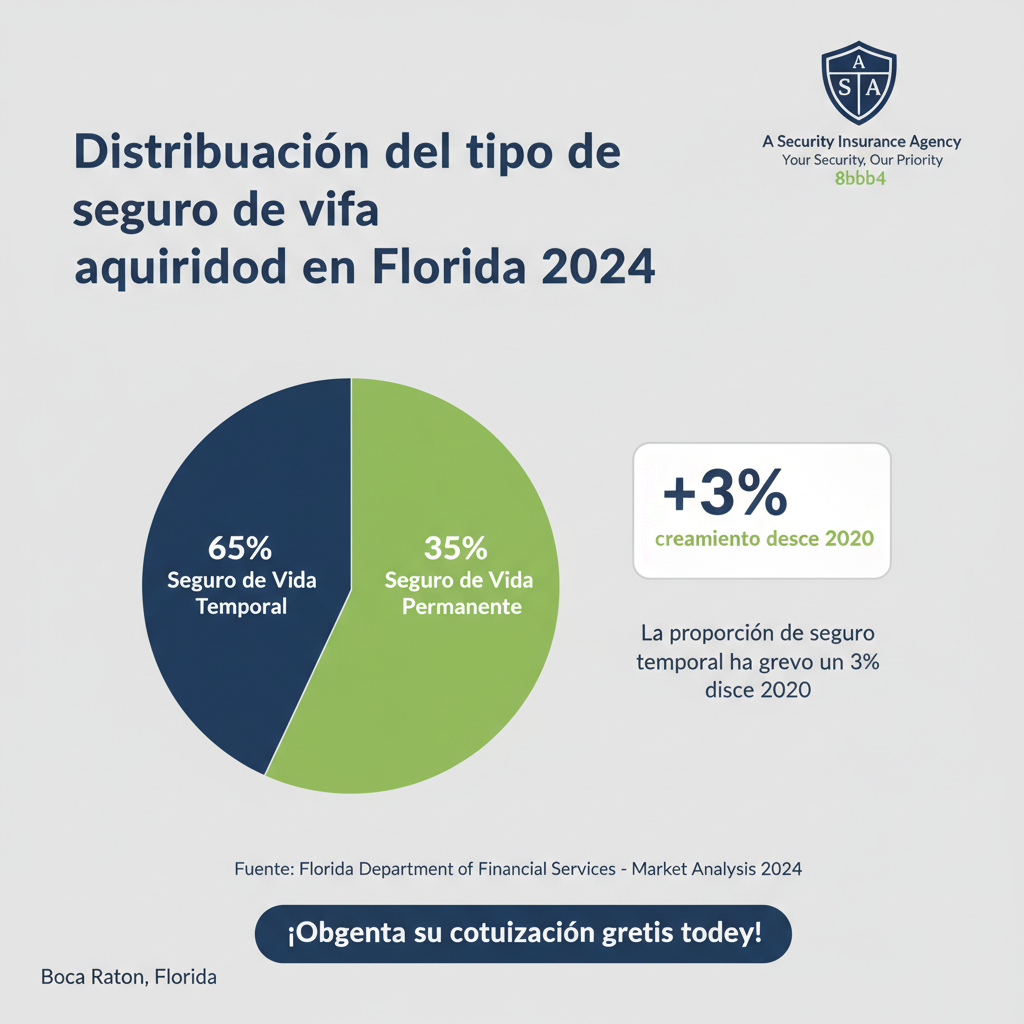 A
S A
A Security Insurance Agency
Your Security, Our Priority
8bbb4
Distribuación del tipo de
seguro de vifa
aquiridod en Florida 2024
65%
Seguro de Vida
Temporal
35%
Seguro de Vida
Permanente
+3%
creamiento desce 2020
La proporción de seguro
temporal ha grevo un 3%
disce 2020
Fuente: Florida Department of Financial Services - Market Analysis 2024
¡Obgenta su cotuización gretis todey!
Boca Raton, Florida